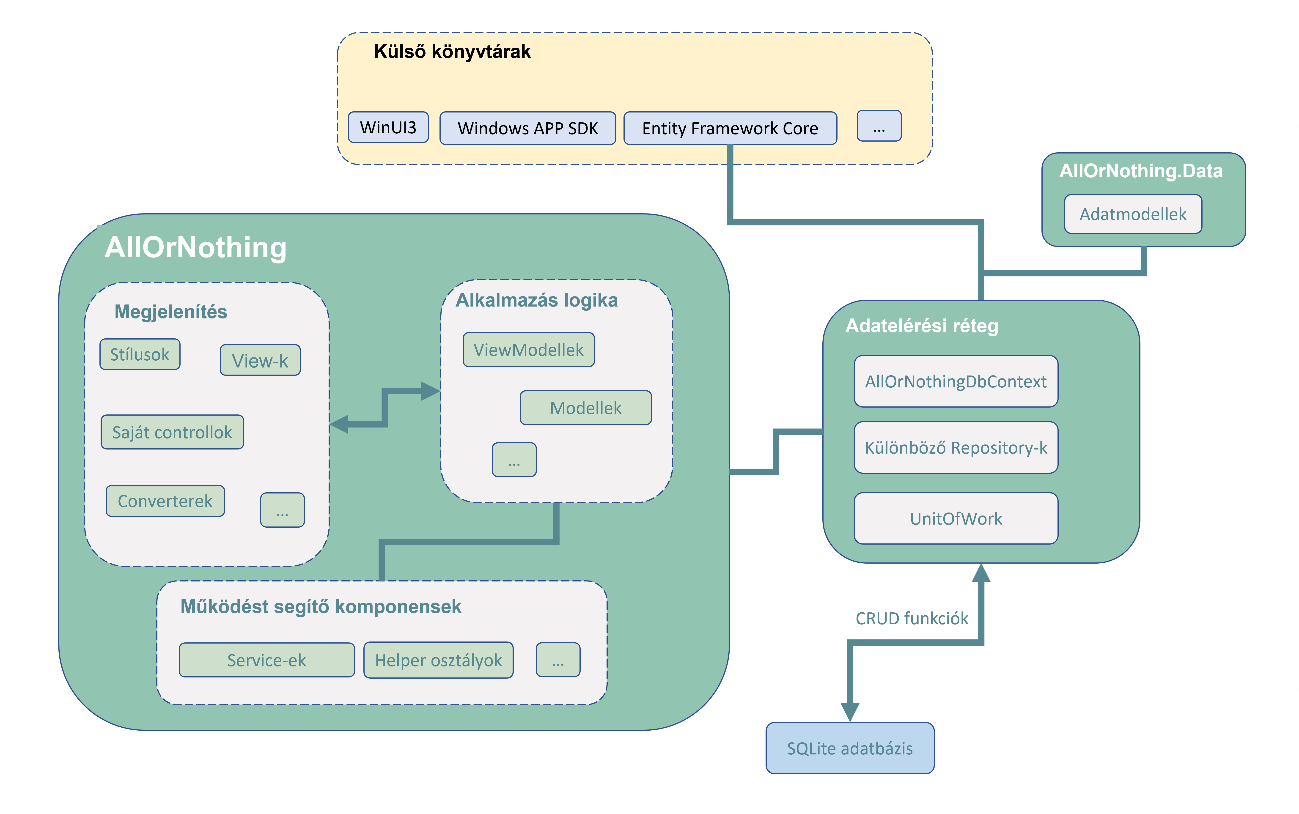 Külső könyvtárak
WinUI3
Windows APP SDK
Entity Framework Core
...
AllOrNothing.Data
Adatmodellek
AllOrNothing
Megjelenítés
Stílusok
View-k
Saját controllok
Converterek
...
Alkalmazás logika
ViewModellek
Modellek
...
Működést segítő komponensek
Service-ek
Helper osztályok
...
Adatelérési réteg
AllOrNothingDbContext
Különböző Repository-k
UnitOfWork
CRUD funkciók
SQLite adatbázis